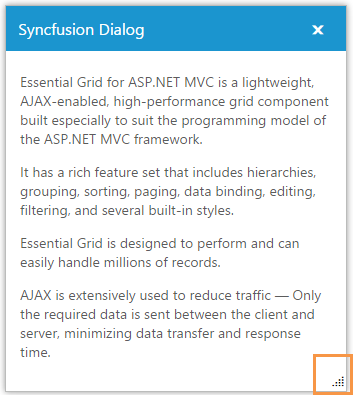 Syncfusion Dialog
Essential Grid for ASP.NET MVC is a lightweight,
AJAX-enabled, high-performance grid component
built especially to suit the programming model of
the ASP.NET MVC framework.
It has a rich feature set that includes hierarchies,
grouping, sorting, paging, data binding, editing,
filtering, and several built-in styles.
Essential Grid is designed to perform and can
easily handle millions of records.
AJAX is extensively used to reduce traffic — Only
the required data is sent between the client and
server, minimizing data transfer and response
time.